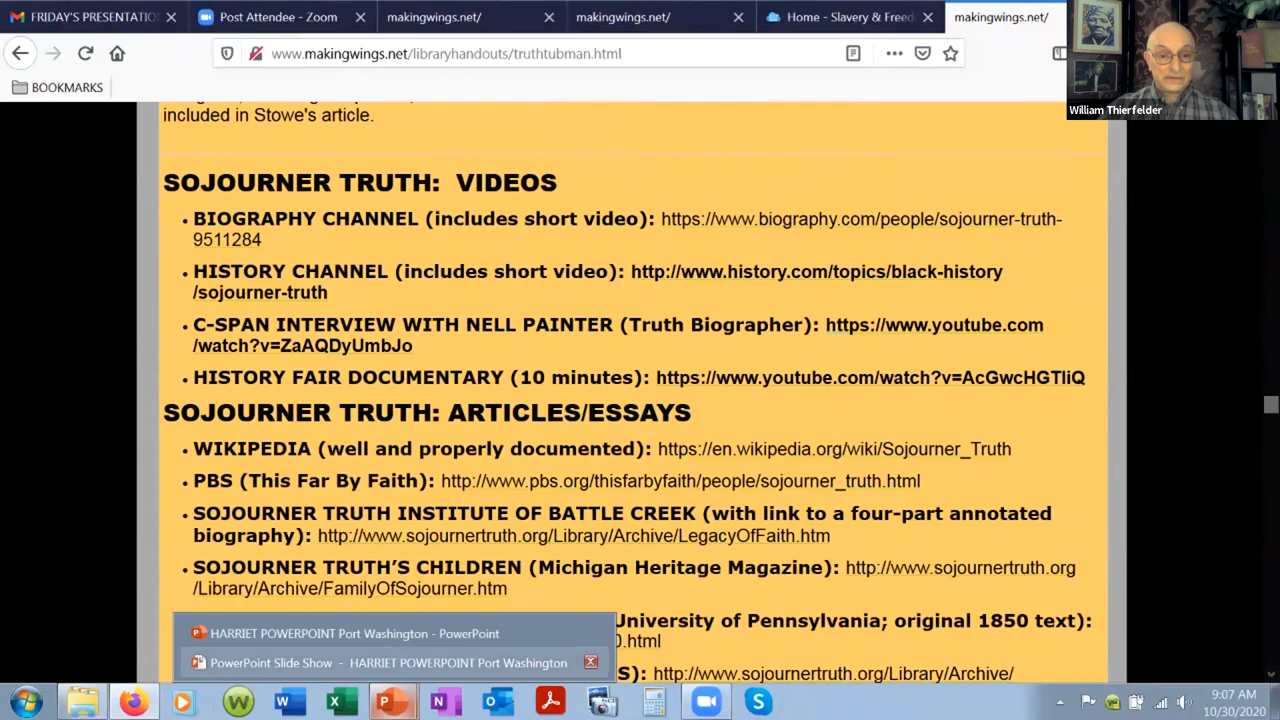 FRIDAY'S PRESENTATIO
Post Attendee - Zoom
makingwings.net/
makingwings.net/
Home - Slavery & Freed
makingwings.net/
www.makingwings.net/libraryhandouts/truthtubman.html
BOOKMARKS
William Thierfelder
included in Stowe's article.
SOJOURNER TRUTH: VIDEOS
• BIOGRAPHY CHANNEL (includes short video): https://www.biography.com/people/sojourner-truth-
9511284
• HISTORY CHANNEL (includes short video): http://www.history.com/topics/black-history
/sojourner-truth
• C-SPAN INTERVIEW WITH NELL PAINTER (Truth Biographer): https://www.youtube.com
/watch?v=ZaAQDyUmbJo
• HISTORY FAIR DOCUMENTARY (10 minutes): https://www.youtube.com/watch?v=AcGwcHGTliQ
SOJOURNER TRUTH: ARTICLES/ESSAYS
• WIKIPEDIA (well and properly documented): https://en.wikipedia.org/wiki/Sojourner_Truth
• PBS (This Far By Faith): http://www.pbs.org/thisfarbyfaith/people/sojourner_truth.html
• SOJOURNER TRUTH INSTITUTE OF BATTLE CREEK (with link to a four-part annotated
biography): http://www.sojournertruth.org/Library/Archive/LegacyOfFaith.htm
• SOJOURNER TRUTH'S CHILDREN (Michigan Heritage Magazine): http://www.sojournertruth.org
/Library/Archive/FamilyOfSojourner.htm
University of Pennsylvania; original 1850 text):
0.html
S): http://www.sojournertruth.org/Library/Archive/
HARRIET POWERPOINT Port Washington - PowerPoint
PowerPoint Slide Show - HARRIET POWERPOINT Port Washington
9:07 AM
10/30/2020